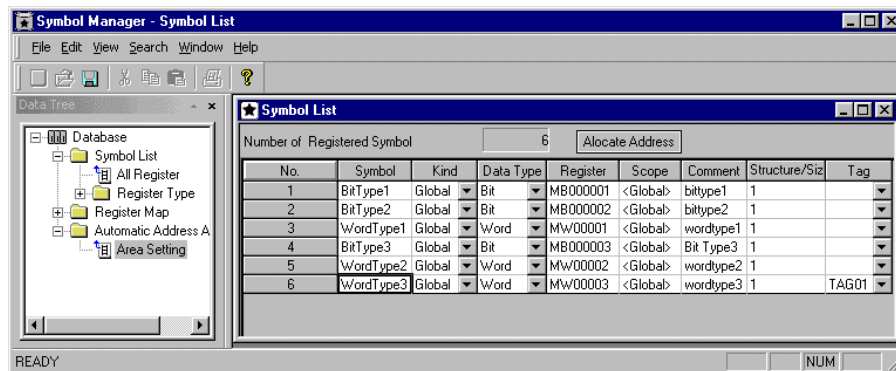 Symbol Manager - Symbol List
File Edit View Search Window Help
Data Tree
Database
Symbol List
All Register
Register Type
Register Map
Automatic Address A
Area Setting
Symbol List
Number of Registered Symbol 6 Alocate Address
No. Symbol Kind Data Type Register Scope Comment Structure/Siz Tag
1 BitType1 Global Bit MB000001 <Global> bittype1 1
2 BitType2 Global Bit MB000002 <Global> bittype2 1
3 WordType1 Global Word MW00001 <Global> wordtype1 1
4 BitType3 Global Bit MB000003 <Global> Bit Type3 1
5 WordType2 Global Word MW00002 <Global> wordtype2 1
6 WordType3 Global Word MW00003 <Global> wordtype3 1 TAG01
READY NUM